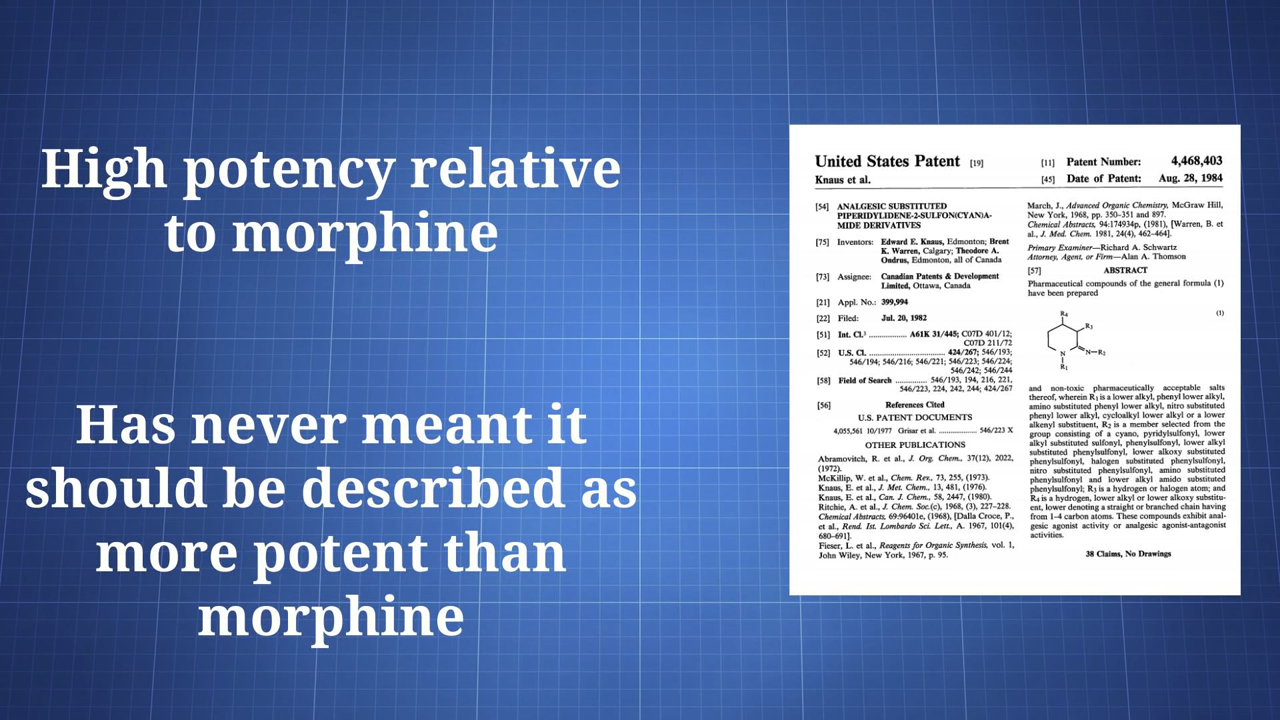 High potency relative
to morphine
Has never meant it
should be described as
more potent than
morphine
United States Patent [19]
Knaus et al.
[11] Patent Number: 4,468,403
[45] Date of Patent: Aug. 28, 1984
[54] ANALGESIC SUBSTITUTED
PIPERIDYLIDENE-2-SULFON(CYAN)A-
MIDE DERIVATIVES
[75] Inventors: Edward E. Knaus, Edmonton; Brent
K. Warren, Calgary; Theodore A.
Ondrus, Edmonton, all of Canada
[73] Assignee: Canadian Patents & Development
Limited, Ottawa, Canada
[21] Appl. No.: 399,994
[22] Filed: Jul. 20, 1982
[51] Int. Cl.³ .................. A61K 31/445; C07D 401/12;
C07D 211/72
[52] U.S. Cl. ........................ 424/267; 546/193;
546/194; 546/216; 546/221; 546/223; 546/224;
546/242; 546/244
[58] Field of Search ............. 546/193, 194, 216, 221,
546/223, 224, 242, 244; 424/267
[56] References Cited
U.S. PATENT DOCUMENTS
4,055,561 10/1977 Grisar et al. ..................... 546/223 X
OTHER PUBLICATIONS
Abramovitch, R. et al., J. Org. Chem., 37(12), 2022,
(1972).
McKillip, W. et al., Chem. Rev., 73, 255, (1973).
Knaus, E. et al., J. Met. Chem., 13, 481, (1976).
Knaus, E. et al., Can. J. Chem., 58, 2447, (1980).
Ritchie, A. et al., J. Chem. Soc.(c), 1968, (3), 227-228.
Chemical Abstracts, 69:96401e, (1968), [Dalla Croce, P.,
et al., Rend. Ist. Lombardo Sci. Lett., A. 1967, 101(4),
680-691].
Fieser, L. et al., Reagents for Organic Synthesis, vol. 1,
John Wiley, New York, 1967, p. 95.
March, J., Advanced Organic Chemistry, McGraw Hill,
New York, 1968, pp. 350-351 and 897.
Chemical Abstracts, 94:174934p, (1981), [Warren, B. et
al., J. Med. Chem. 1981, 24(4), 462-464].
Primary Examiner—Richard A. Schwartz
Attorney, Agent, or Firm—Alan A. Thomson
[57] ABSTRACT
Pharmaceutical compounds of the general formula (1)
have been prepared
(1)
R₄
R₃
N
N—R₂
R₁
and non-toxic pharmaceutically acceptable salts
thereof, wherein R₁ is a lower alkyl, phenyl lower alkyl,
amino substituted phenyl lower alkyl, nitro substituted
phenyl lower alkyl, cycloalkyl lower alkyl or a lower
alkenyl substituent, R₂ is a member selected from the
group consisting of a cyano, pyridylsulfonyl, lower
alkyl substituted sulfonyl, phenylsulfonyl, lower alkyl
substituted phenylsulfonyl, lower alkoxy substituted
phenylsulfonyl, halogen substituted phenylsulfonyl,
nitro substituted phenylsulfonyl, amino substituted
phenylsulfonyl and lower alkyl amido substituted
phenylsulfonyl; R₃ is a hydrogen or halogen atom; and
R₄ is hydrogen, lower alkyl or lower alkoxy substitu-
ent, lower denoting a straight or branched chain having
from 1-4 carbon atoms. These compounds exhibit anal-
gesic agonist activity or analgesic agonist-antagonist
activities.
38 Claims, No Drawings